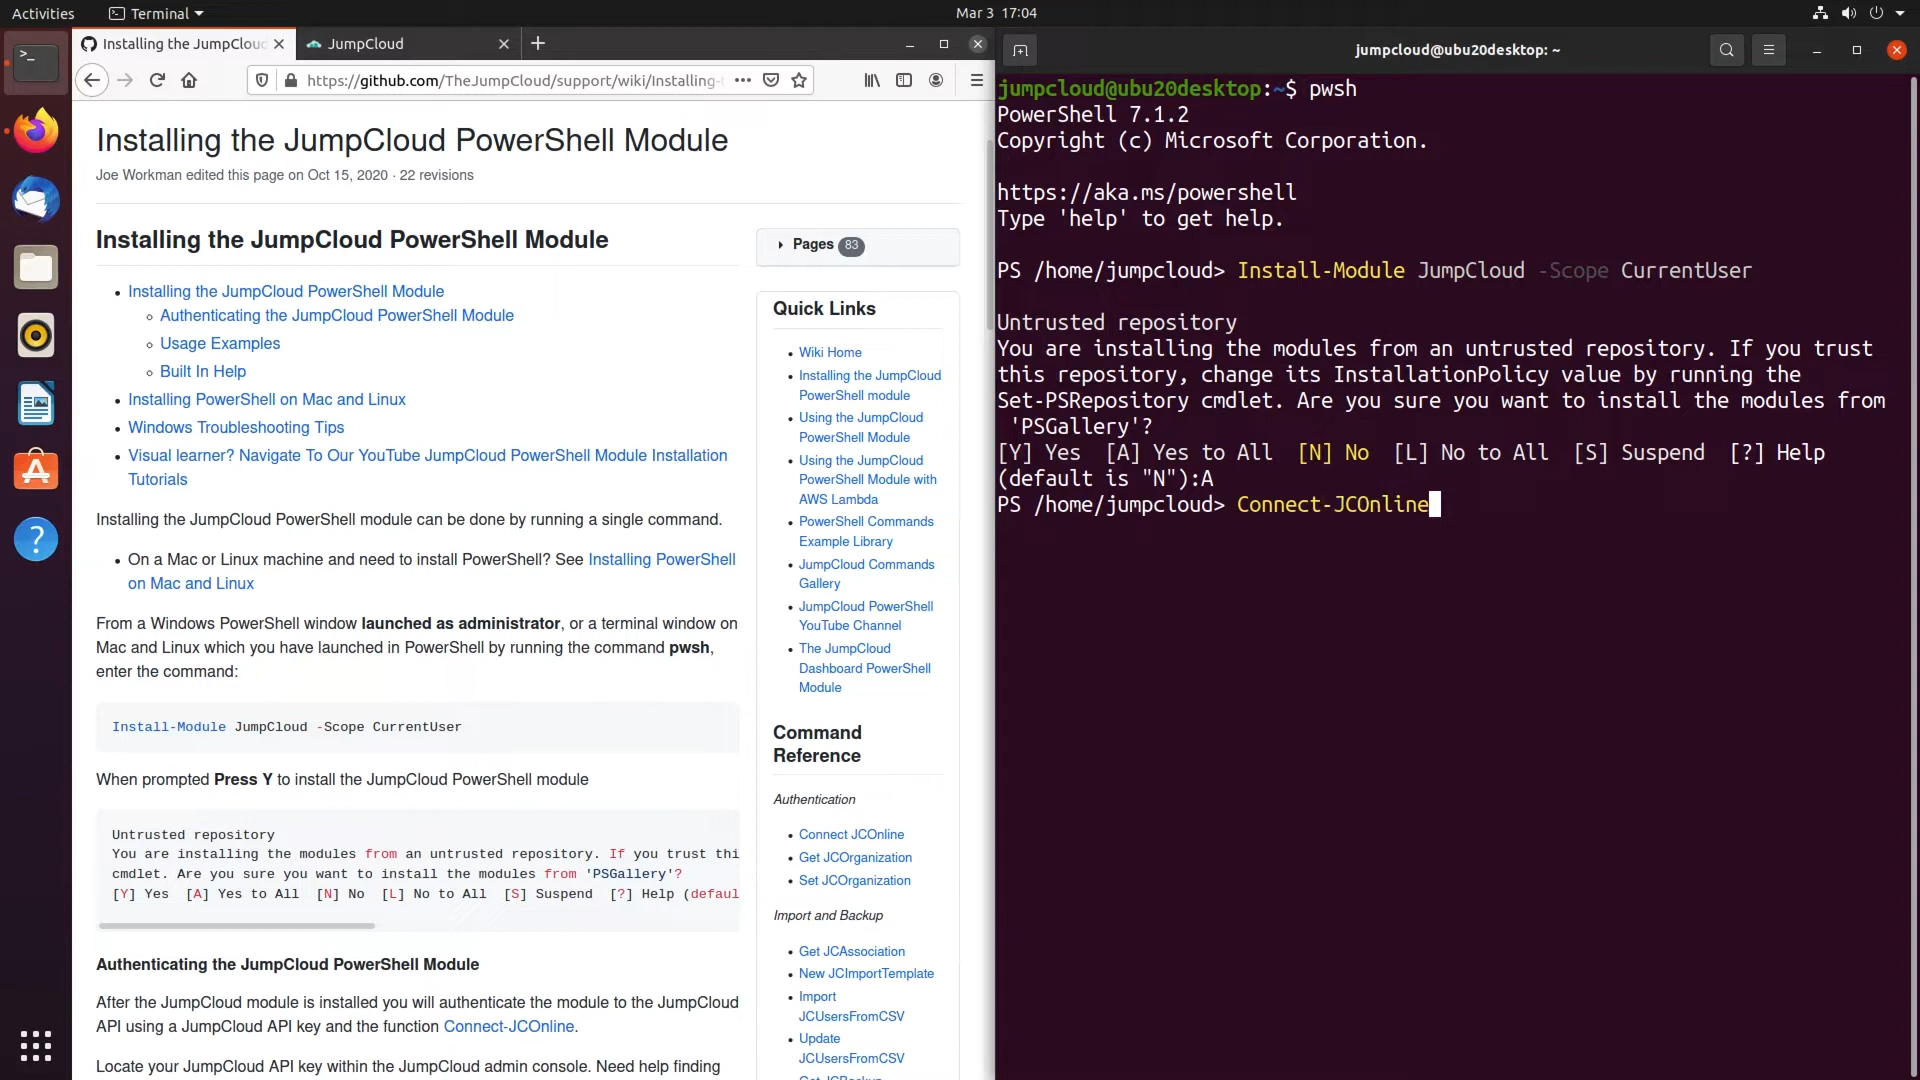 Activities
Terminal
Mar 3 17:04
Installing the JumpClou
JumpCloud
https://github.com/TheJumpCloud/support/wiki/Installing-
Installing the JumpCloud PowerShell Module
Joe Workman edited this page on Oct 15, 2020 · 22 revisions
Installing the JumpCloud PowerShell Module
• Installing the JumpCloud PowerShell Module
◦ Authenticating the JumpCloud PowerShell Module
◦ Usage Examples
◦ Built In Help
• Installing PowerShell on Mac and Linux
• Windows Troubleshooting Tips
• Visual learner? Navigate To Our YouTube JumpCloud PowerShell Module Installation
Tutorials
Installing the JumpCloud PowerShell module can be done by running a single command.
• On a Mac or Linux machine and need to install PowerShell? See Installing PowerShell
on Mac and Linux
From a Windows PowerShell window launched as administrator, or a terminal window on
Mac and Linux which you have launched in PowerShell by running the command pwsh,
enter the command:
Install-Module JumpCloud -Scope CurrentUser
When prompted Press Y to install the JumpCloud PowerShell module
Untrusted repository
You are installing the modules from an untrusted repository. If you trust thi
cmdlet. Are you sure you want to install the modules from 'PSGallery'?
[Y] Yes [A] Yes to All [N] No [L] No to All [S] Suspend [?] Help (defaul
Authenticating the JumpCloud PowerShell Module
After the JumpCloud module is installed you will authenticate the module to the JumpCloud
API using a JumpCloud API key and the function Connect-JCOnline.
Locate your JumpCloud API key within the JumpCloud admin console. Need help finding
Pages 83
Quick Links
• Wiki Home
• Installing the JumpCloud
PowerShell module
• Using the JumpCloud
PowerShell Module
• Using the JumpCloud
PowerShell Module with
AWS Lambda
• PowerShell Commands
Example Library
• JumpCloud Commands
Gallery
• JumpCloud PowerShell
YouTube Channel
• The JumpCloud
Dashboard PowerShell
Module
Command
Reference
Authentication
• Connect JCOnline
• Get JCOrganization
• Set JCOrganization
Import and Backup
• Get JCAssociation
• New JCImportTemplate
• Import
JCUsersFromCSV
• Update
JCUsersFromCSV
jumpcloud@ubu20desktop: ~
jumpcloud@ubu20desktop:~$ pwsh
PowerShell 7.1.2
Copyright (c) Microsoft Corporation.
https://aka.ms/powershell
Type 'help' to get help.
PS /home/jumpcloud> Install-Module JumpCloud -Scope CurrentUser
Untrusted repository
You are installing the modules from an untrusted repository. If you trust
this repository, change its InstallationPolicy value by running the
Set-PSRepository cmdlet. Are you sure you want to install the modules from
'PSGallery'?
[Y] Yes [A] Yes to All [N] No [L] No to All [S] Suspend [?] Help
(default is "N"):A
PS /home/jumpcloud> Connect-JCOnline